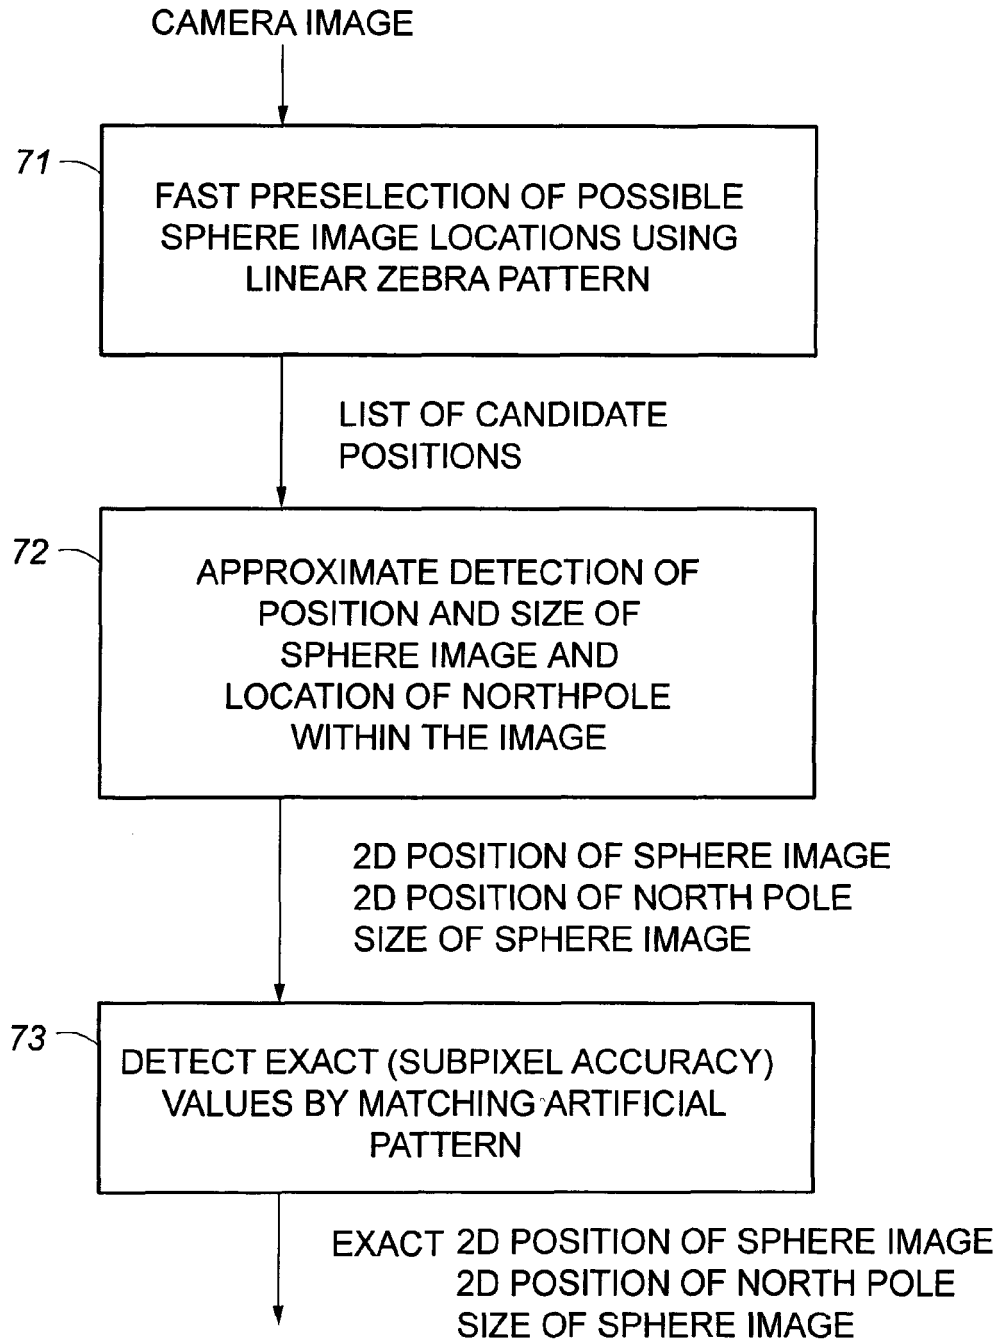 CAMERA IMAGE
71
FAST PRESELECTION OF POSSIBLE
SPHERE IMAGE LOCATIONS USING
LINEAR ZEBRA PATTERN
LIST OF CANDIDATE
POSITIONS
72
APPROXIMATE DETECTION OF
POSITION AND SIZE OF
SPHERE IMAGE AND
LOCATION OF NORTHPOLE
WITHIN THE IMAGE
2D POSITION OF SPHERE IMAGE
2D POSITION OF NORTH POLE
SIZE OF SPHERE IMAGE
73
DETECT EXACT (SUBPIXEL ACCURACY)
VALUES BY MATCHING ARTIFICIAL
PATTERN
EXACT 2D POSITION OF SPHERE IMAGE
2D POSITION OF NORTH POLE
SIZE OF SPHERE IMAGE